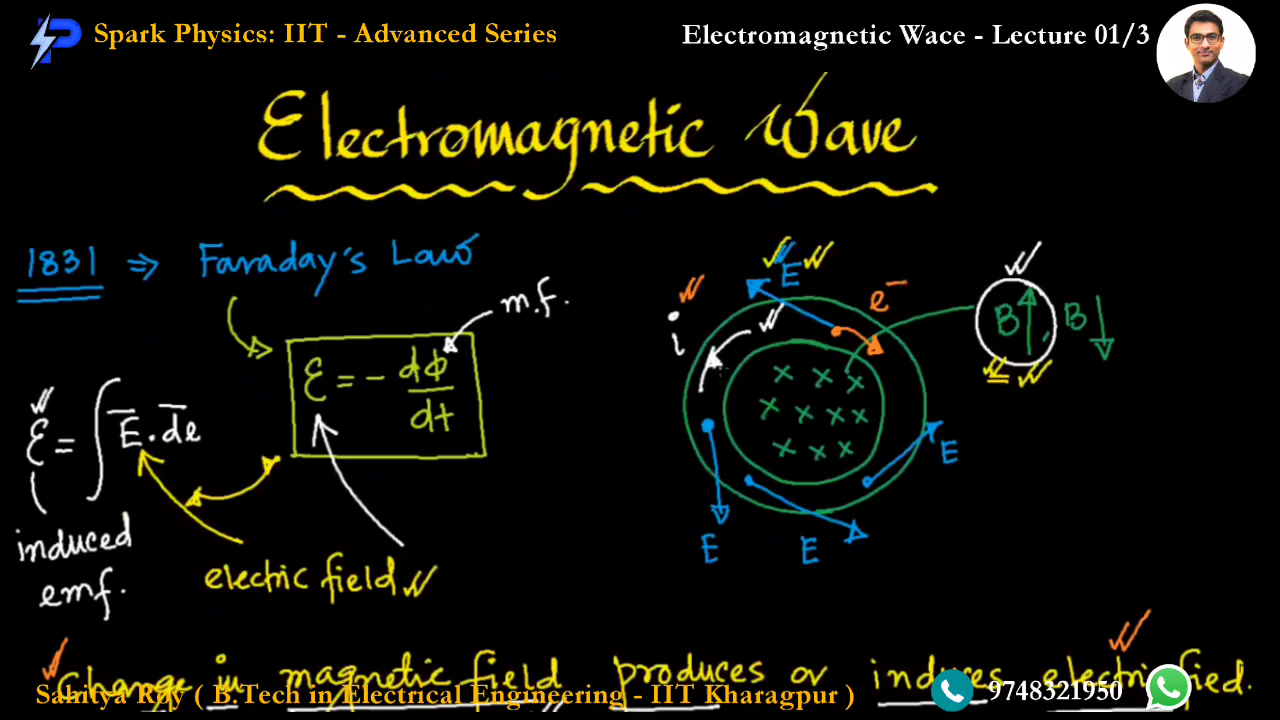 Spark Physics: IIT - Advanced Series
Electromagnetic Wace - Lecture 01/3
Electromagnetic Wave
1831 ⇒ Faraday's Law
m.f.
ε = - dΦ/dt
ε = ∫ E . de
induced
emf.
electric field
E
e⁻
i
B
B
E
E
E
E
Change in magnetic field produces or induces electric fied.
Sahitya Roy ( B.Tech in Electrical Engineering - IIT Kharagpur )
9748321950